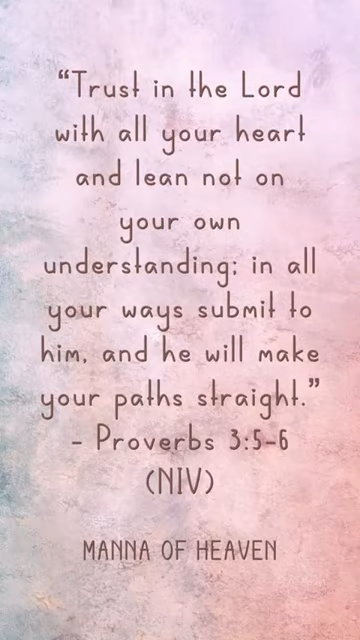 “Trust in the Lord
with all your heart
and lean not on
your own
understanding; in all
your ways submit to
him, and he will make
your paths straight.”
- Proverbs 3:5-6
(NIV)
MANNA OF HEAVEN